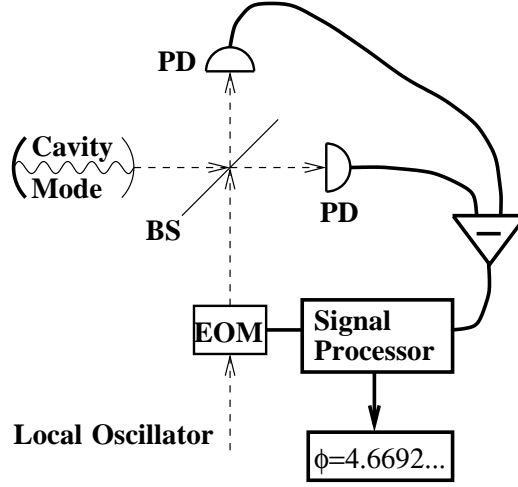 PD
Cavity
Mode
PD
BS
−
EOM
Signal
Processor
Local Oscillator
ϕ=4.6692...